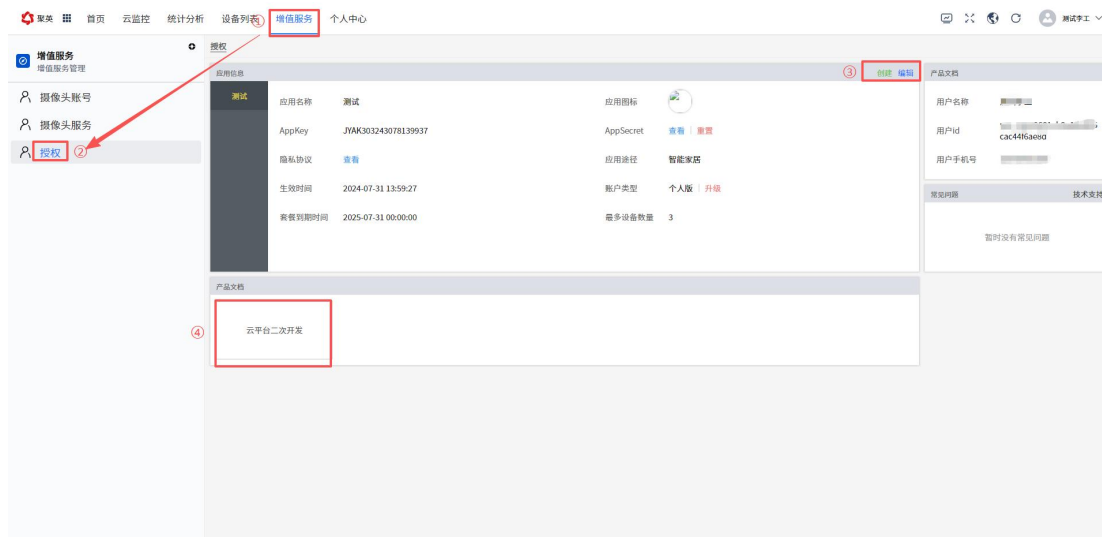 聚英 首页 云监控 统计分析 设备列表 ① 增值服务 个人中心 测试李工
增值服务
增值服务管理
摄像头账号
摄像头服务
授权 ②
授权
应用信息 ③ 创建 编辑
测试
应用名称 测试 应用图标
AppKey JYAK303243078139937 AppSecret 查看 | 重置
隐私协议 查看 应用途径 智能家居
生效时间 2024-07-31 13:59:27 账户类型 个人版 | 升级
套餐到期时间 2025-07-31 00:00:00 最多设备数量 3
产品文档
④ 云平台二次开发
产品文档
用户名称
用户id
cac44f6ae8d
用户手机号
常见问题 技术支持
暂时没有常见问题